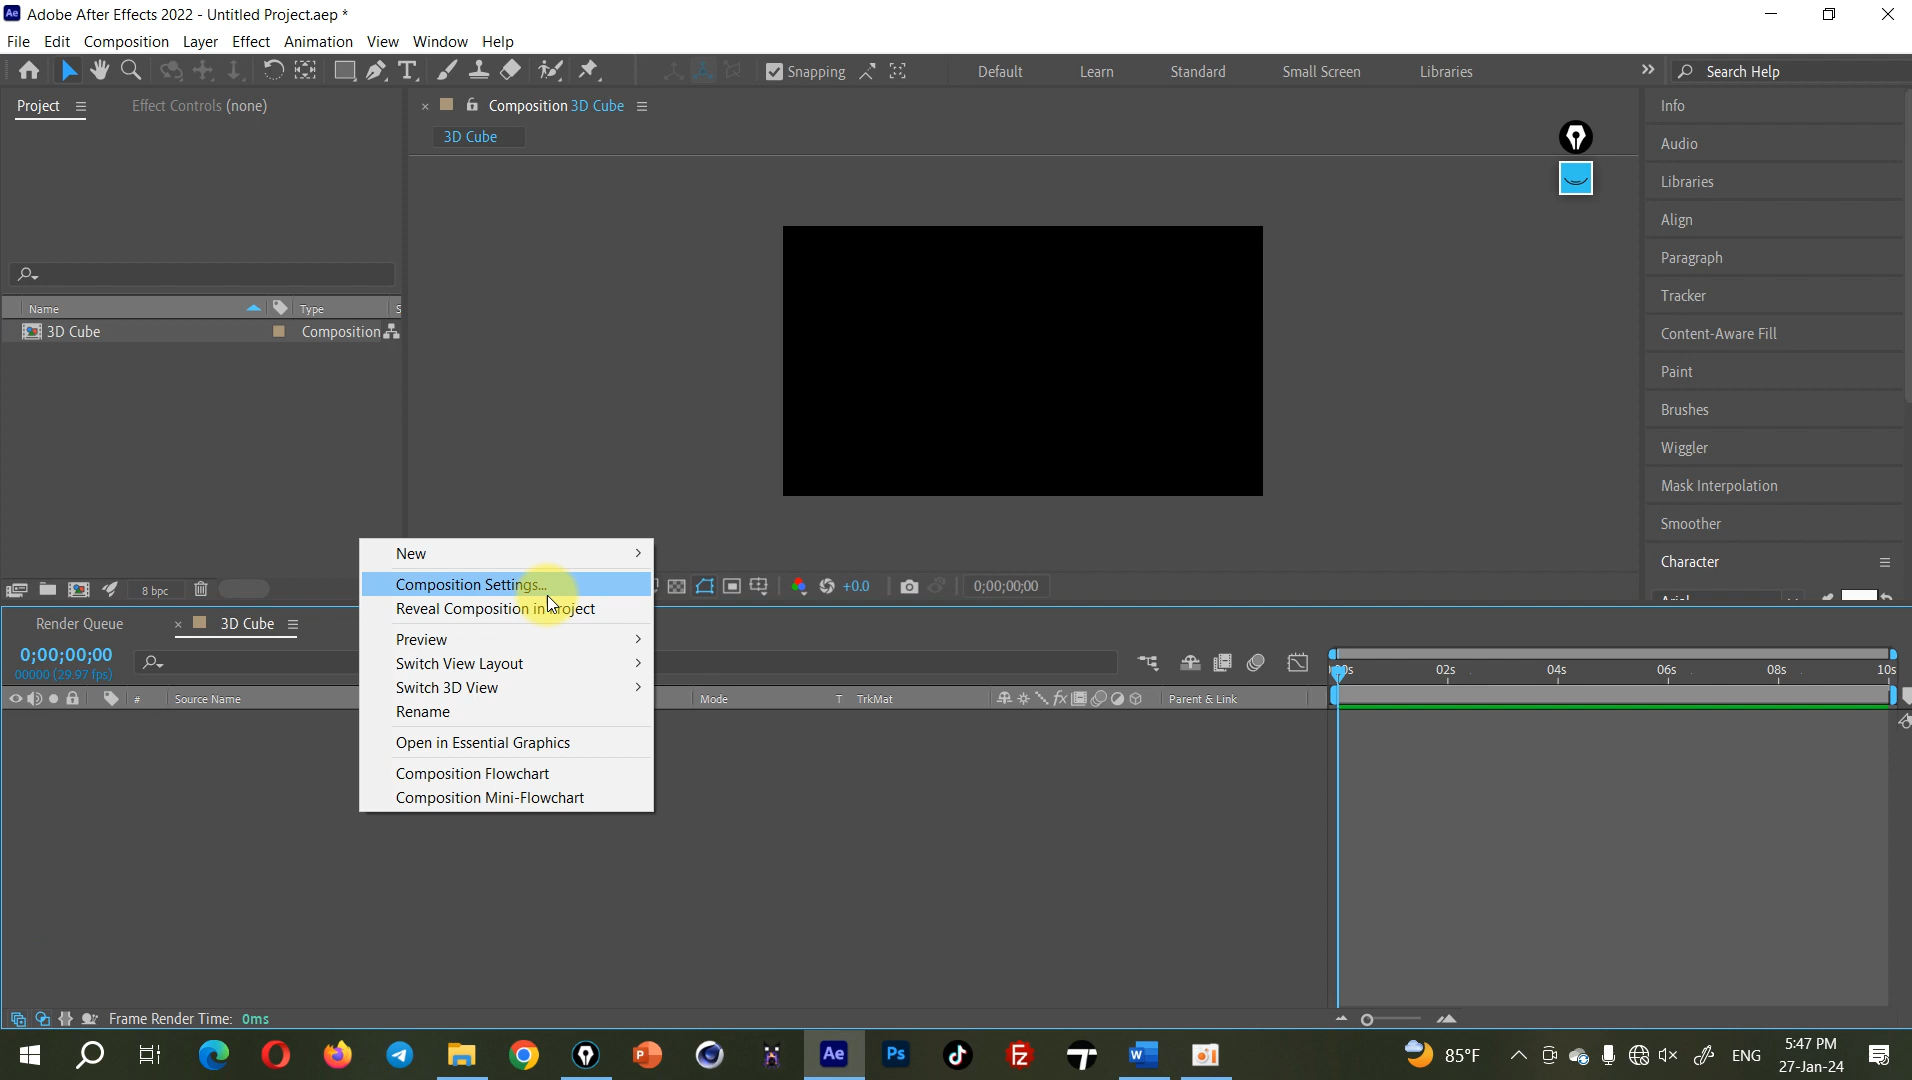 Adobe After Effects 2022 - Untitled Project.aep *
File Edit Composition Layer Effect Animation View Window Help
Snapping Default Learn Standard Small Screen Libraries Search Help
Project Effect Controls (none) Composition 3D Cube Info
3D Cube
Audio
Libraries
Align
Paragraph
Tracker
Name Type S
3D Cube Composition
Content-Aware Fill
Paint
Brushes
Wiggler
Mask Interpolation
Smoother
Character
New
Composition Settings...
Reveal Composition in Project
Preview
Switch View Layout
Switch 3D View
Rename
Open in Essential Graphics
Composition Flowchart
Composition Mini-Flowchart
8 bpc +0.0 0;00;00;00
Arial
Render Queue 3D Cube
0;00;00;00
00000 (29.97 fps)
02s 04s 06s 08s 10s
# Source Name Mode T TrkMat Parent & Link
Frame Render Time: 0ms
Ae Ps 85°F ENG 5:47 PM
27-Jan-24